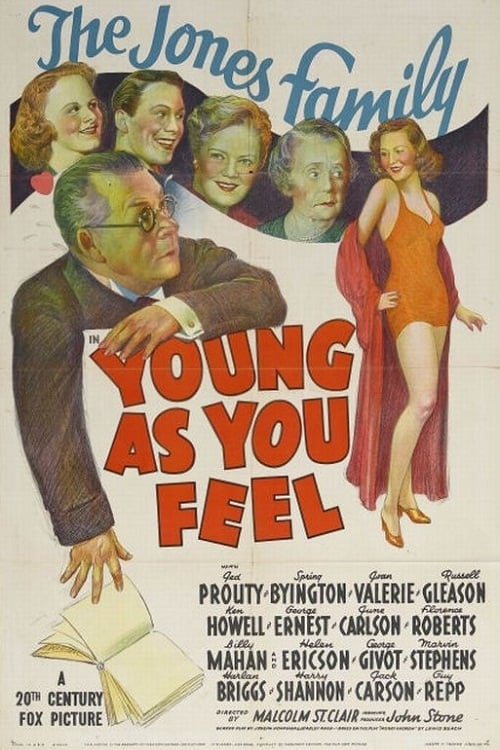 The Jones Family
IN
YOUNG
AS YOU
FEEL
WITH
Jed Spring Joan Russell
PROUTY · BYINGTON · VALERIE · GLEASON
Ken George June Florence
HOWELL · ERNEST · CARLSON · ROBERTS
Billy Helen George Marvin
MAHAN AND ERICSON · GIVOT · STEPHENS
Harlan Harry Jack Guy
BRIGGS · SHANNON · CARSON · REPP
DIRECTED BY MALCOLM ST. CLAIR ASSOCIATE PRODUCER John Stone
A
20TH CENTURY
FOX PICTURE